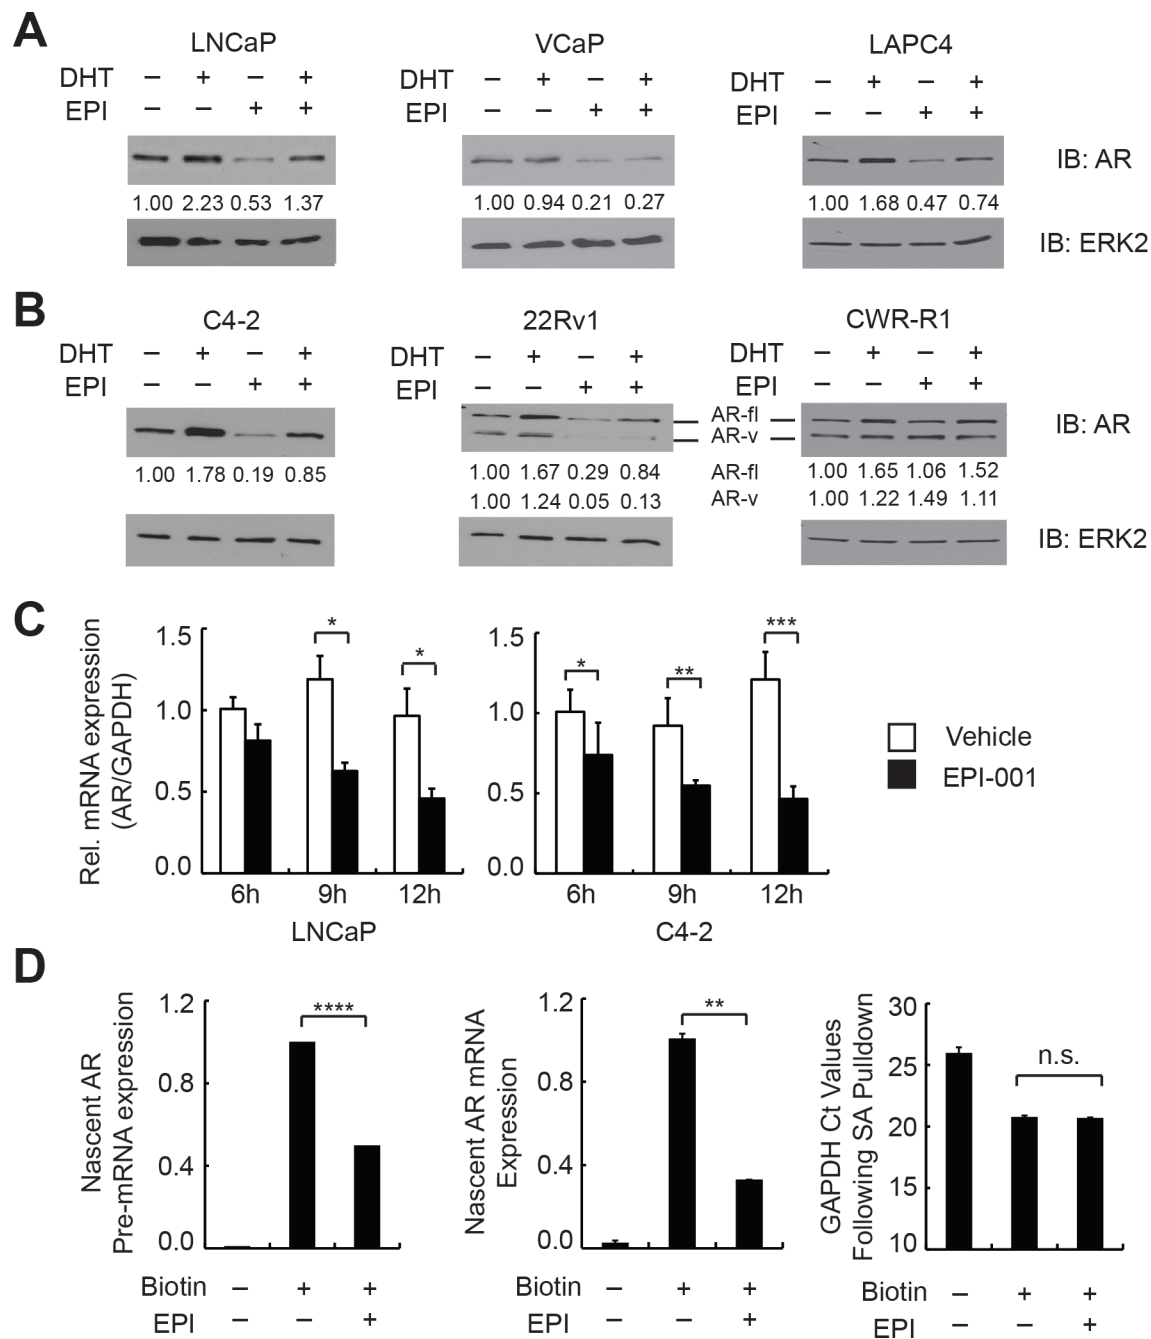 A
LNCaP VCaP LAPC4
DHT – + – + DHT – + – + DHT – + – +
EPI – – + + EPI – – + + EPI – – + +
IB: AR
1.00 2.23 0.53 1.37 1.00 0.94 0.21 0.27 1.00 1.68 0.47 0.74
IB: ERK2
B
C4-2 22Rv1 CWR-R1
DHT – + – + DHT – + – + DHT – + – +
EPI – – + + EPI – – + + EPI – – + +
AR-fl
IB: AR
AR-v
1.00 1.78 0.19 0.85 1.00 1.67 0.29 0.84 AR-fl 1.00 1.65 1.06 1.52
1.00 1.24 0.05 0.13 AR-v 1.00 1.22 1.49 1.11
IB: ERK2
C
Rel. mRNA expression
(AR/GAPDH)
1.5
1.0
0.5
0.0
* *
6h 9h 12h
LNCaP
1.5
1.0
0.5
0.0
* ** ***
6h 9h 12h
C4-2
Vehicle
EPI-001
D
Nascent AR
Pre-mRNA expression
1.2
0.8
0.4
0.0
****
Biotin – + +
EPI – – +
Nascent AR mRNA
Expression
1.2
0.8
0.4
0.0
**
Biotin – + +
EPI – – +
GAPDH Ct Values
Following SA Pulldown
30
25
20
15
10
n.s.
Biotin – + +
EPI – – +